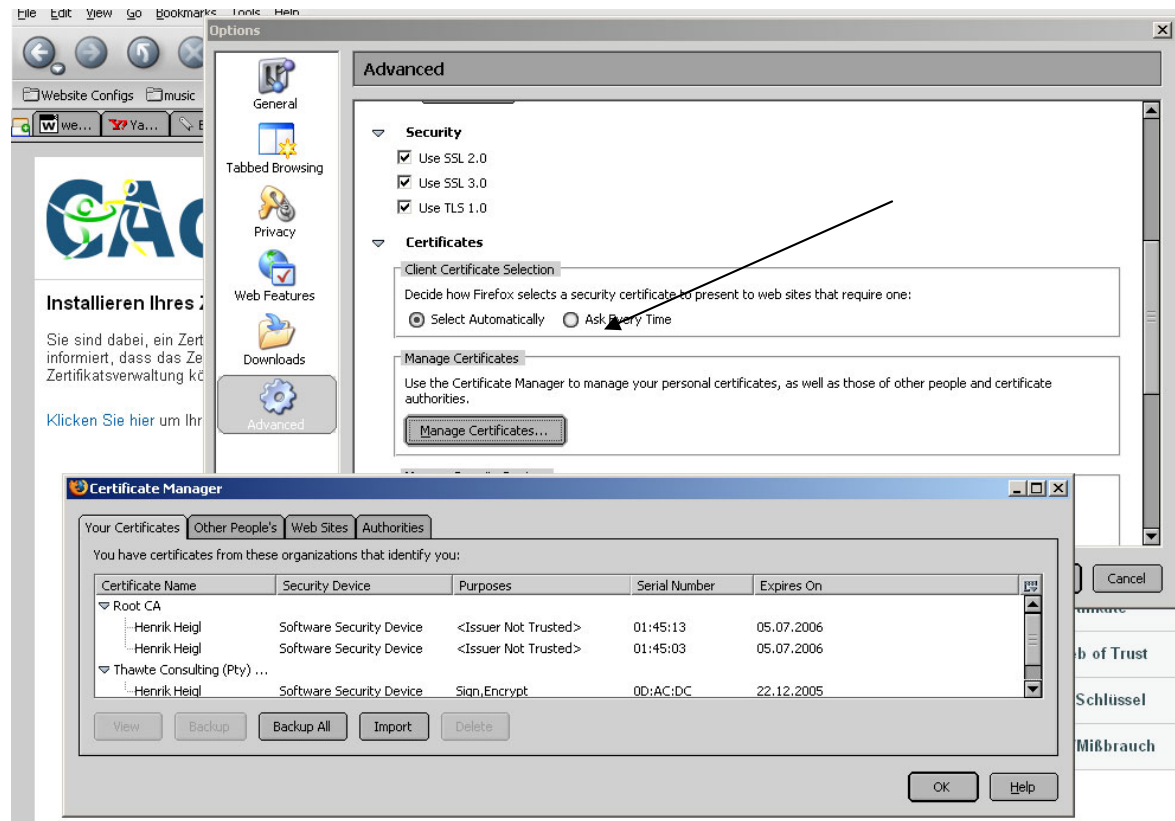 File Edit View Go Bookmarks Tools Help
Options
Website Configs music
we... Ya...
General
Tabbed Browsing
Privacy
Web Features
Downloads
Advanced
Advanced
Security
Use SSL 2.0
Use SSL 3.0
Use TLS 1.0
Certificates
Client Certificate Selection
Decide how Firefox selects a security certificate to present to web sites that require one:
Select Automatically Ask Every Time
Manage Certificates
Use the Certificate Manager to manage your personal certificates, as well as those of other people and certificate
authorities.
Manage Certificates...
Cancel
CAc
Installieren Ihres
Sie sind dabei, ein Zert
informiert, dass das Ze
Zertifikatsverwaltung kö
Klicken Sie hier um Ihr
Certificate Manager
Your Certificates Other People's Web Sites Authorities
You have certificates from these organizations that identify you:
Certificate Name Security Device Purposes Serial Number Expires On
Root CA
Henrik Heigl Software Security Device <Issuer Not Trusted> 01:45:13 05.07.2006
Henrik Heigl Software Security Device <Issuer Not Trusted> 01:45:03 05.07.2006
Thawte Consulting (Pty) ...
Henrik Heigl Software Security Device Sign,Encrypt 0D:AC:DC 22.12.2005
View Backup Backup All Import Delete
OK Help
eb of Trust
Schlüssel
/Mißbrauch